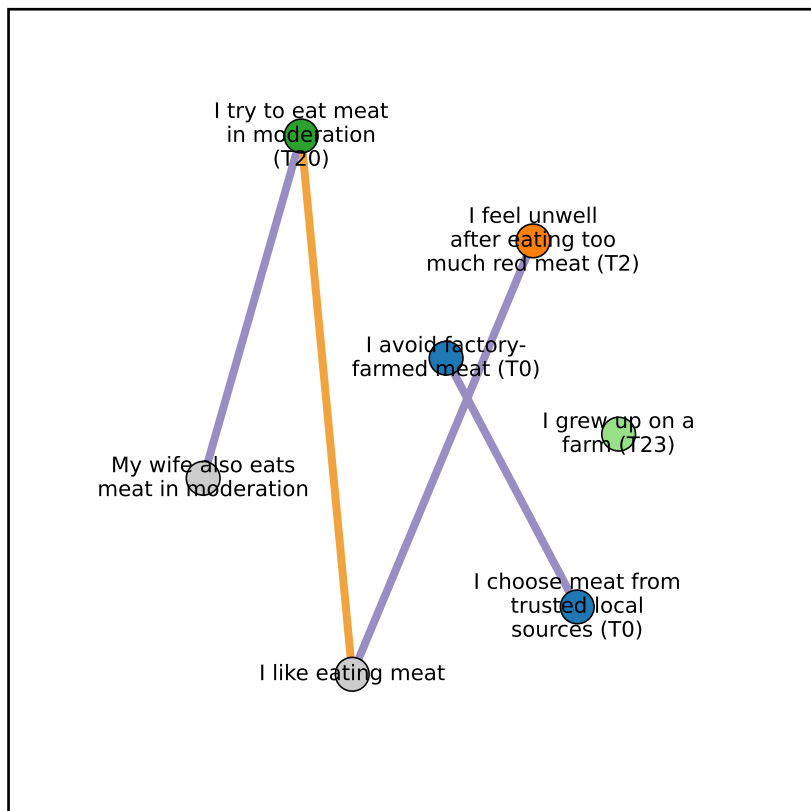 I try to eat meat
in moderation
(T20)
I feel unwell
after eating too
much red meat (T2)
I avoid factory-
farmed meat (T0)
I grew up on a
farm (T23)
My wife also eats
meat in moderation
I choose meat from
trusted local
sources (T0)
I like eating meat